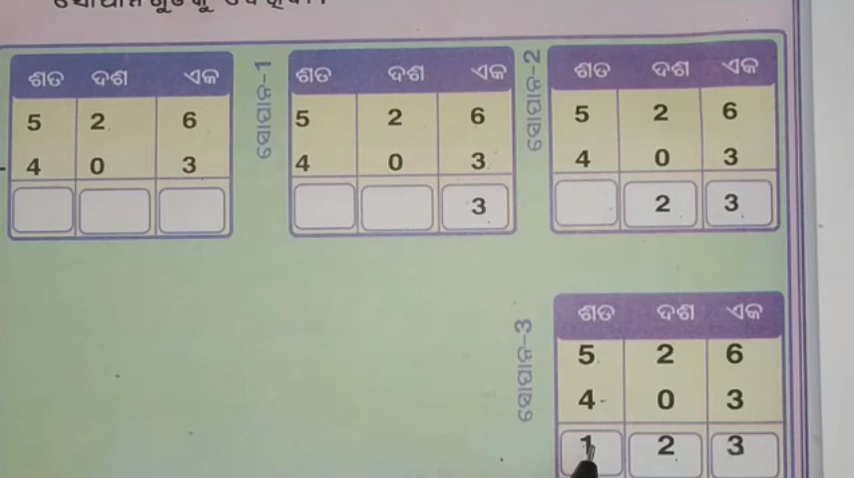 ଶତ ଦଶ ଏକ
5 2 6
- 4 0 3
ସୋପାନ-1
ଶତ ଦଶ ଏକ
5 2 6
4 0 3
3
ସୋପାନ-2
ଶତ ଦଶ ଏକ
5 2 6
4 0 3
2 3
ସୋପାନ-3
ଶତ ଦଶ ଏକ
5 2 6
4 0 3
1 2 3